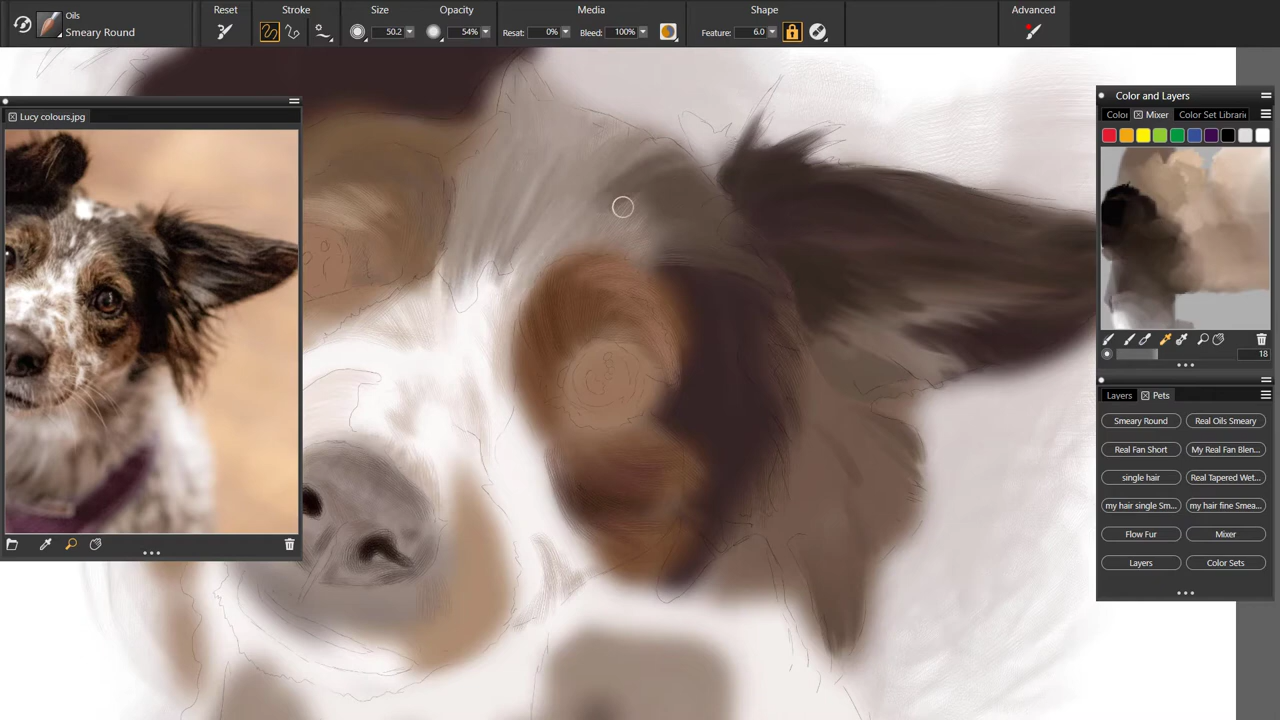 Reset Stroke Size Opacity Media Shape Advanced
Oils
Smeary Round
50.2 54% Resat: 0% Bleed: 100% Feature: 6.0
Lucy colours.jpg
Color and Layers
Color Mixer Color Set Librari
18
Layers Pets
Smeary Round Real Oils Smeary
Real Fan Short My Real Fan Blen...
single hair Real Tapered Wet...
my hair single Sm... my hair fine Smea...
Flow Fur Mixer
Layers Color Sets